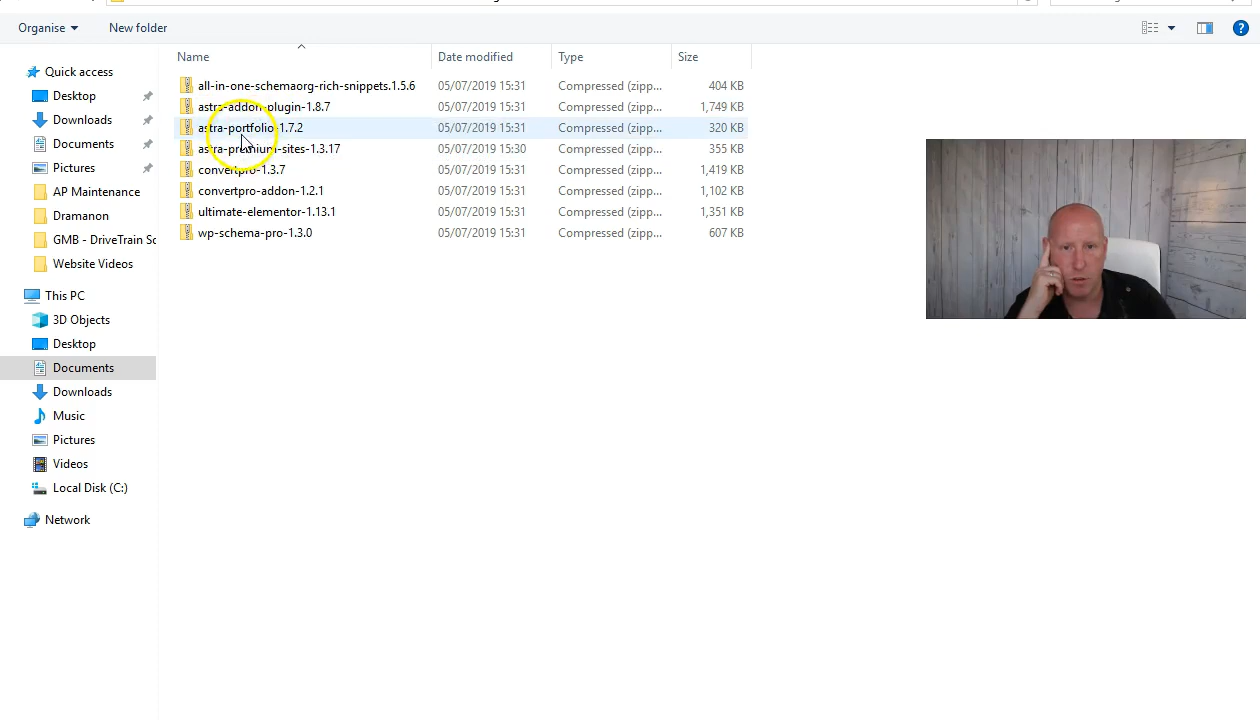 Organise New folder
Name Date modified Type Size
Quick access
Desktop
Downloads
Documents
Pictures
AP Maintenance
Dramanon
GMB - DriveTrain Sc
Website Videos
This PC
3D Objects
Desktop
Documents
Downloads
Music
Pictures
Videos
Local Disk (C:)
Network
all-in-one-schemaorg-rich-snippets.1.5.6 05/07/2019 15:31 Compressed (zipp... 404 KB
astra-addon-plugin-1.8.7 05/07/2019 15:31 Compressed (zipp... 1,749 KB
astra-portfolio-1.7.2 05/07/2019 15:31 Compressed (zipp... 320 KB
astra-premium-sites-1.3.17 05/07/2019 15:30 Compressed (zipp... 355 KB
convertpro-1.3.7 05/07/2019 15:31 Compressed (zipp... 1,419 KB
convertpro-addon-1.2.1 05/07/2019 15:31 Compressed (zipp... 1,102 KB
ultimate-elementor-1.13.1 05/07/2019 15:31 Compressed (zipp... 1,351 KB
wp-schema-pro-1.3.0 05/07/2019 15:31 Compressed (zipp... 607 KB